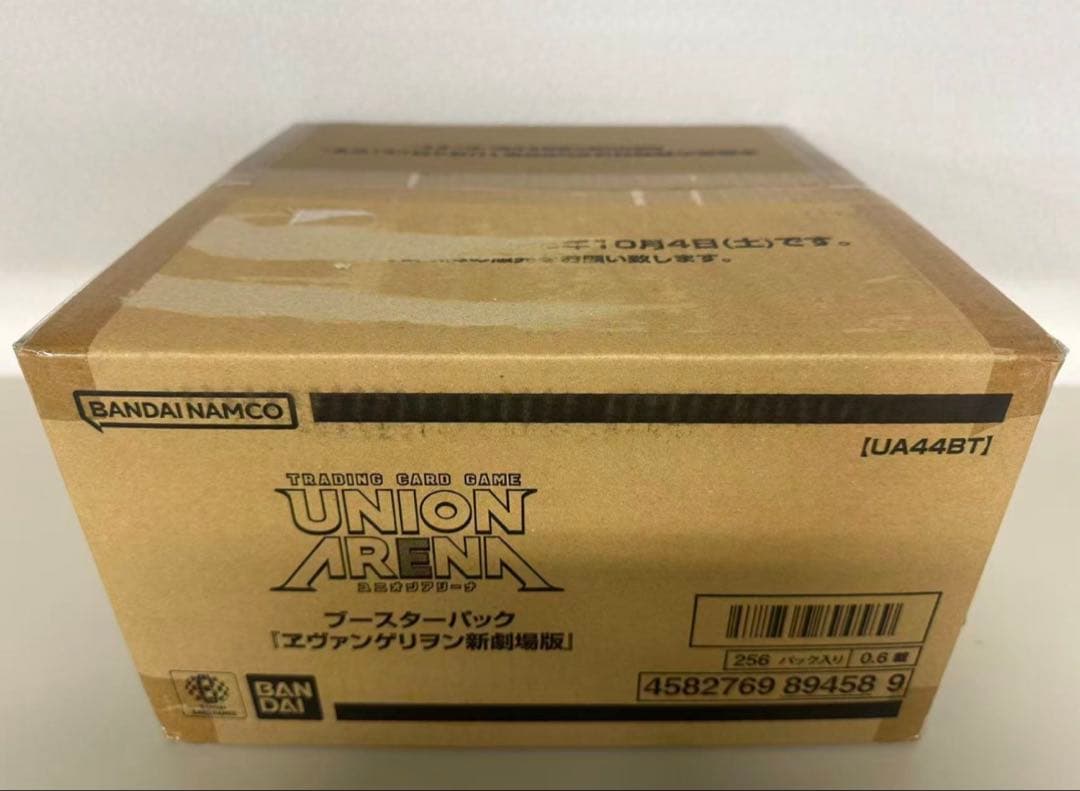 年10月4日(土)です。
お願い致します。
BANDAI NAMCO
【UA44BT】
TRADING CARD GAME
UNION
ARENA
ユニオンアリーナ
ブースターパック
「ヱヴァンゲリヲン新劇場版」
256 パック入り 0.6
BAN
DAI
4582769 89458 9